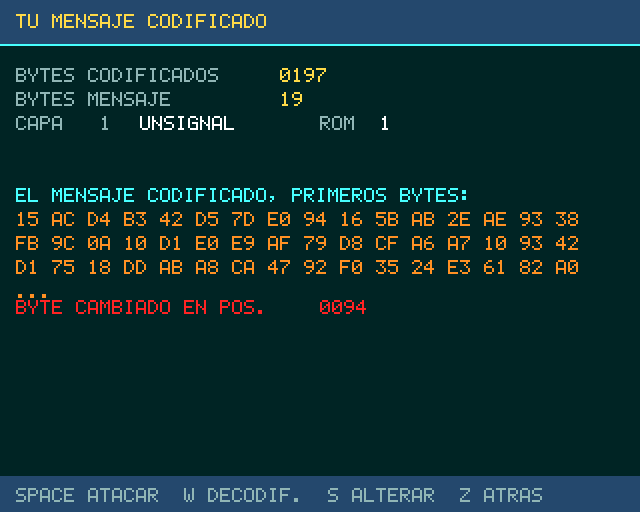 TU MENSAJE CODIFICADO
BYTES CODIFICADOS 0197
BYTES MENSAJE 19
CAPA 1 UNSIGNAL ROM 1
EL MENSAJE CODIFICADO, PRIMEROS BYTES:
15 AC D4 B3 42 D5 7D E0 94 16 5B AB 2E AE 93 38
FB 9C 0A 10 D1 E0 E9 AF 79 D8 CF A6 A7 10 93 42
D1 75 18 DD AB A8 CA 47 92 F0 35 24 E3 61 82 A0
...
BYTE CAMBIADO EN POS. 0094
SPACE ATACAR W DECODIF. S ALTERAR Z ATRAS